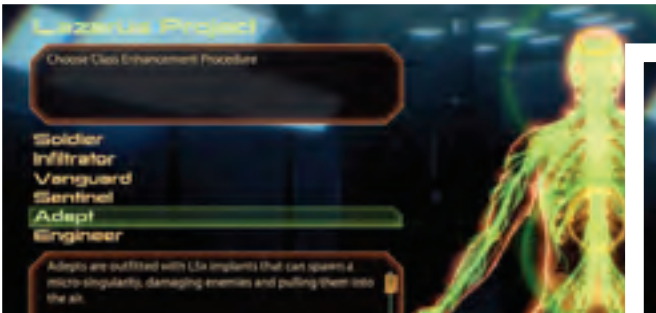 Lazarus Project
Choose Class Enhancement Procedure
Soldier
Infiltrator
Vanguard
Sentinel
Adept
Engineer
Adepts are outfitted with L5x implants that can spawn a
micro-singularity, damaging enemies and pulling them into
the air.